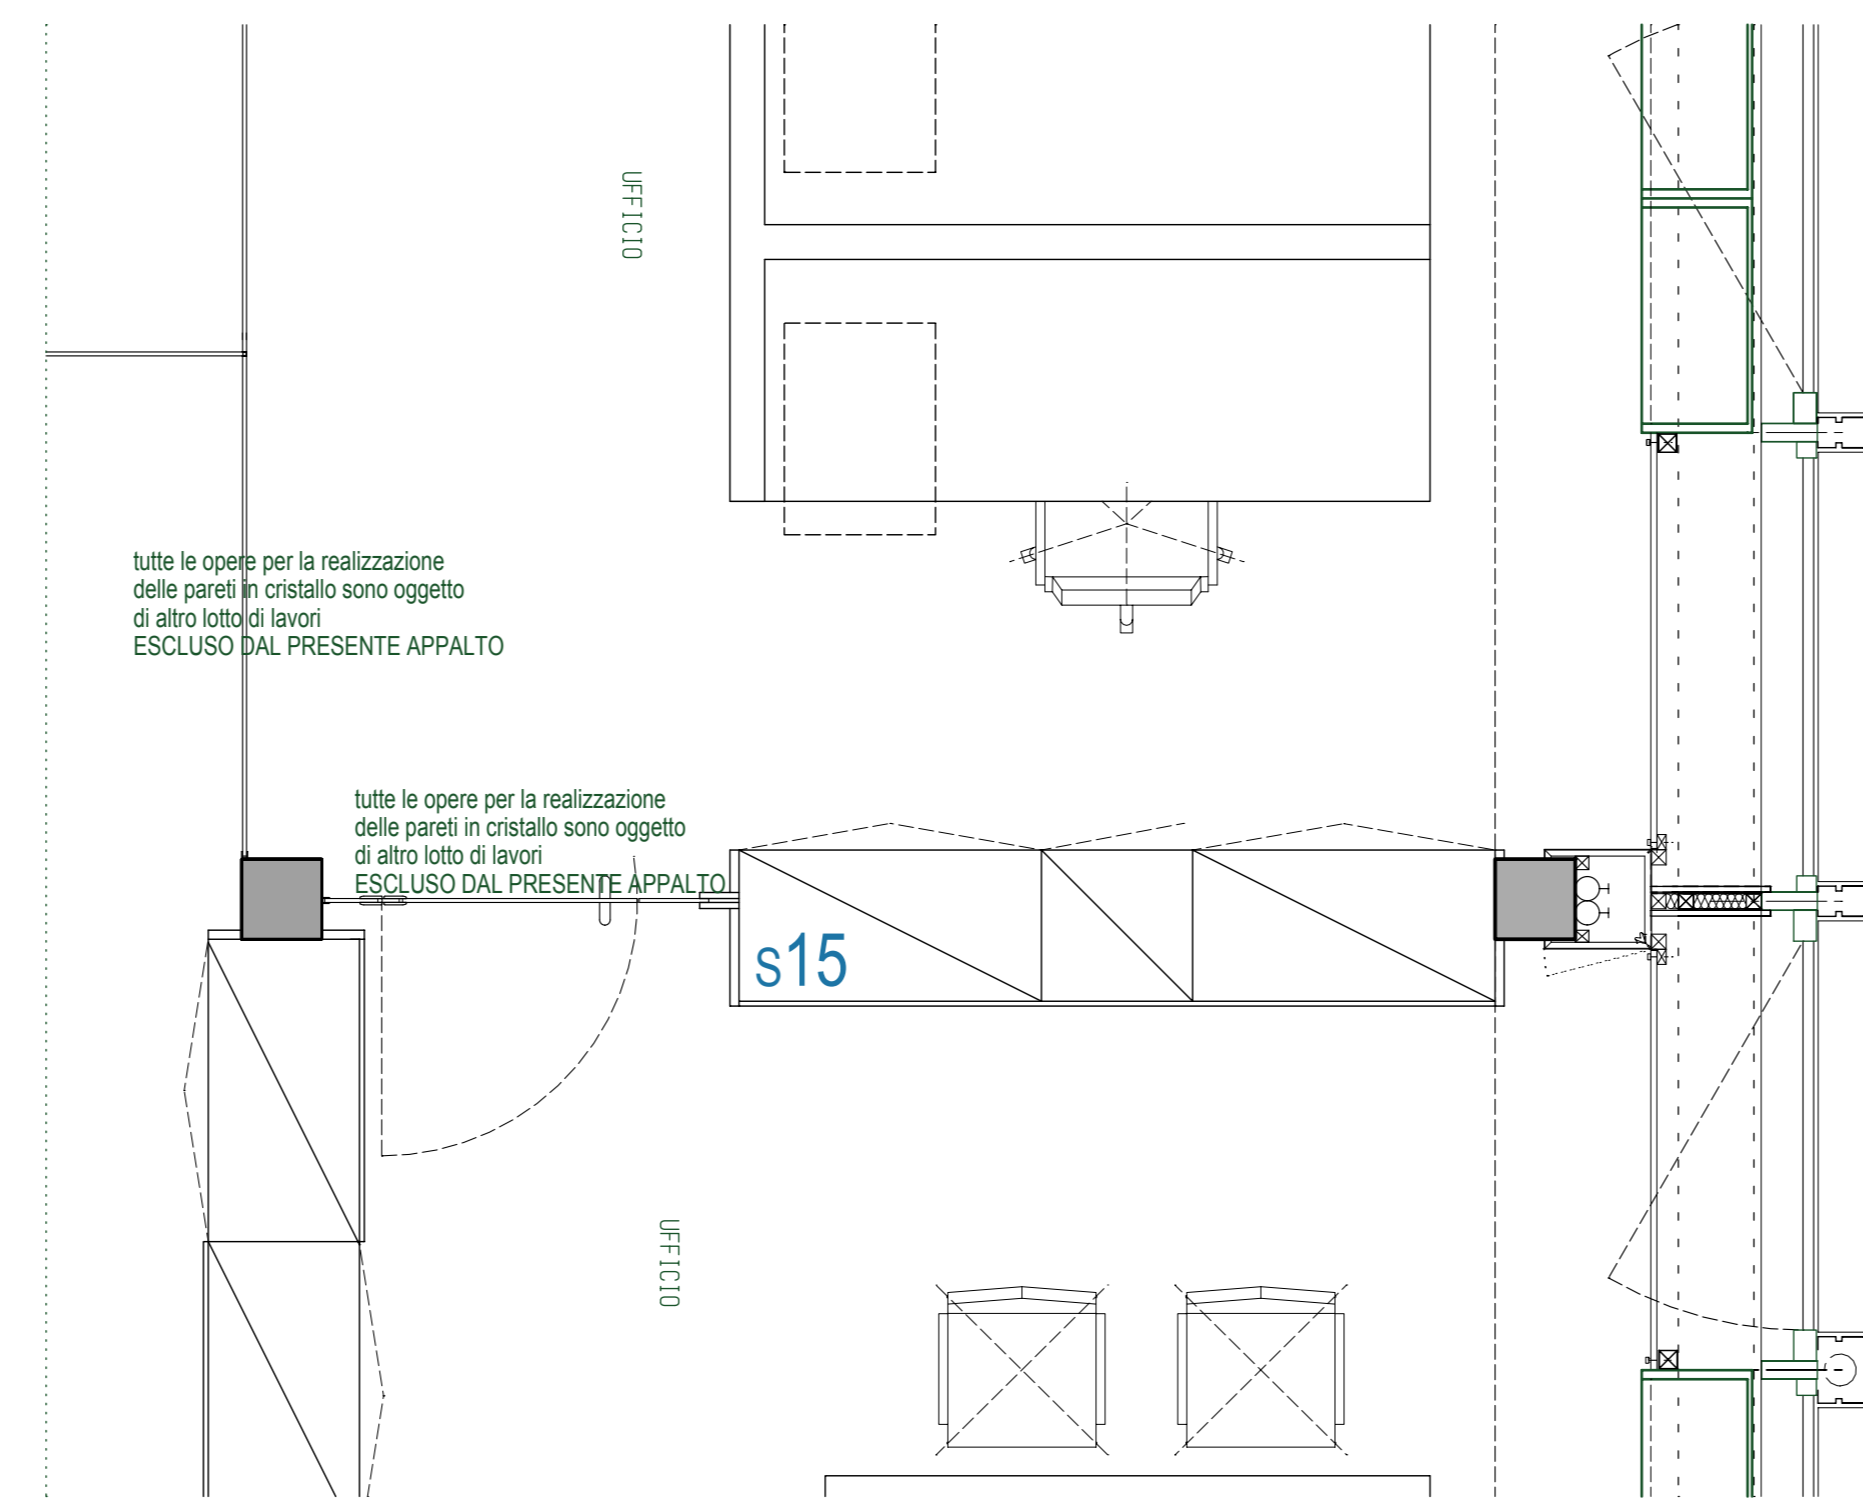 UFFICIO
tutte le opere per la realizzazione
delle pareti in cristallo sono oggetto
di altro lotto di lavori
ESCLUSO DAL PRESENTE APPALTO
tutte le opere per la realizzazione
delle pareti in cristallo sono oggetto
di altro lotto di lavori
ESCLUSO DAL PRESENTE APPALTO
s15
UFFICIO